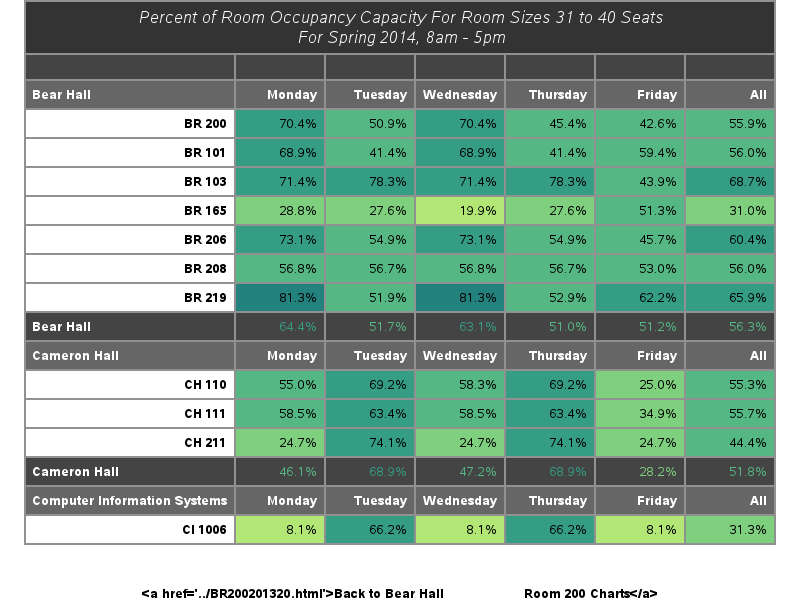 Percent of Room Occupancy Capacity For Room Sizes 31 to 40 Seats
For Spring 2014, 8am - 5pm
Bear Hall Monday Tuesday Wednesday Thursday Friday All
BR 200 70.4% 50.9% 70.4% 45.4% 42.6% 55.9%
BR 101 68.9% 41.4% 68.9% 41.4% 59.4% 56.0%
BR 103 71.4% 78.3% 71.4% 78.3% 43.9% 68.7%
BR 165 28.8% 27.6% 19.9% 27.6% 51.3% 31.0%
BR 206 73.1% 54.9% 73.1% 54.9% 45.7% 60.4%
BR 208 56.8% 56.7% 56.8% 56.7% 53.0% 56.0%
BR 219 81.3% 51.9% 81.3% 52.9% 62.2% 65.9%
Bear Hall 64.4% 51.7% 63.1% 51.0% 51.2% 56.3%
Cameron Hall Monday Tuesday Wednesday Thursday Friday All
CH 110 55.0% 69.2% 58.3% 69.2% 25.0% 55.3%
CH 111 58.5% 63.4% 58.5% 63.4% 34.9% 55.7%
CH 211 24.7% 74.1% 24.7% 74.1% 24.7% 44.4%
Cameron Hall 46.1% 68.9% 47.2% 68.9% 28.2% 51.8%
Computer Information Systems Monday Tuesday Wednesday Thursday Friday All
CI 1006 8.1% 66.2% 8.1% 66.2% 8.1% 31.3%
<a href='../BR200201320.html'>Back to Bear Hall Room 200 Charts</a>